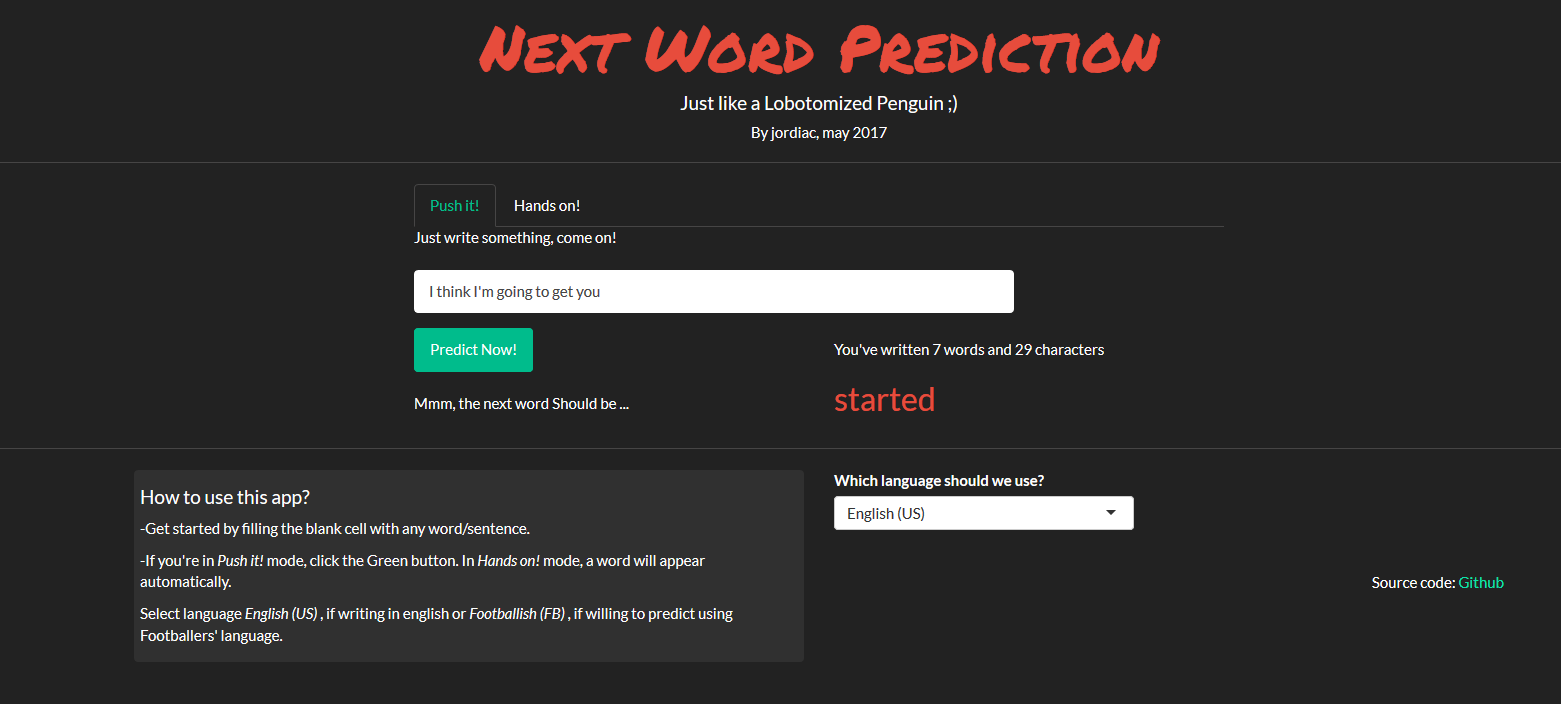 Next Word Prediction
Just like a Lobotomized Penguin ;)
By jordiac, may 2017
Push it! Hands on!
Just write something, come on!
I think I'm going to get you
Predict Now! You've written 7 words and 29 characters
Mmm, the next word Should be ... started
How to use this app?
-Get started by filling the blank cell with any word/sentence.
-If you're in Push it! mode, click the Green button. In Hands on! mode, a word will appear
automatically.
Select language English (US) , if writing in english or Footballish (FB) , if willing to predict using
Footballers' language.
Which language should we use?
English (US)
Source code: Github